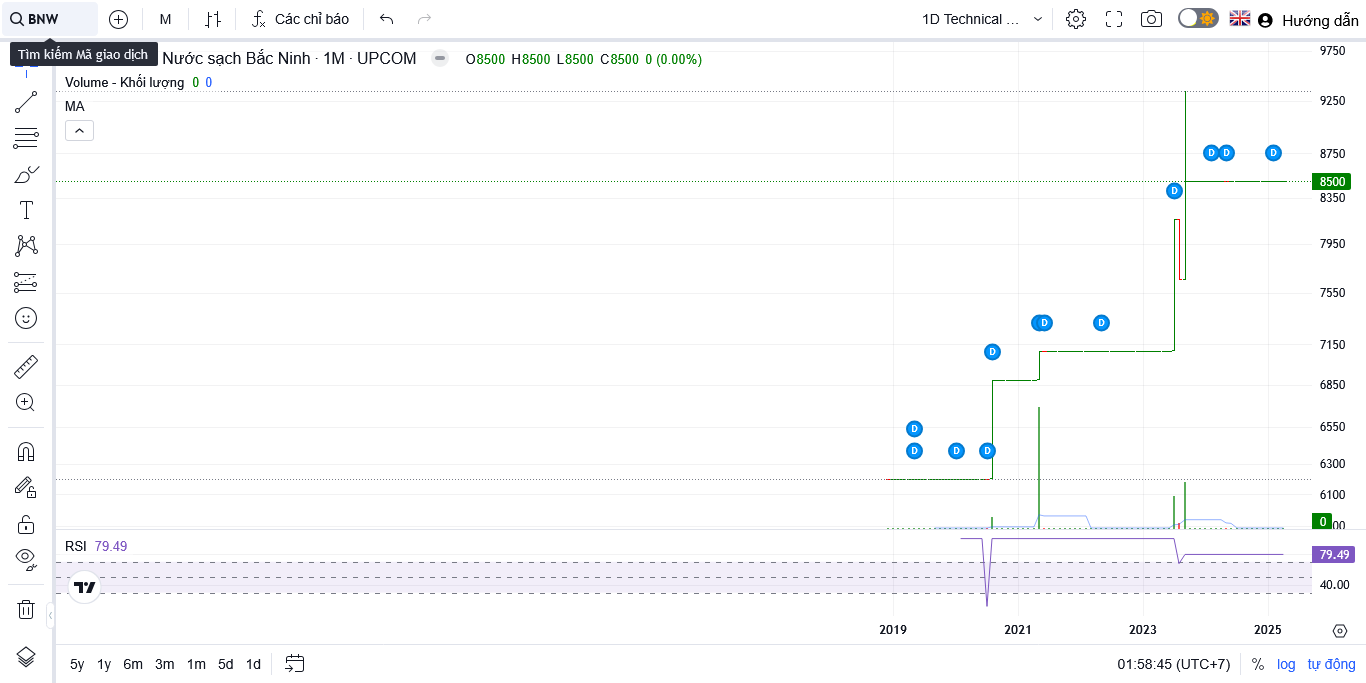 BNW
M
Các chỉ báo
1D Technical ...
Hướng dẫn
Tìm kiếm Mã giao dịch
Nước sạch Bắc Ninh · 1M · UPCOM
O8500 H8500 L8500 C8500 0 (0.00%)
Volume - Khối lượng 0 0
MA
9750
9250
8750
8500
8350
7950
7550
7150
6850
6550
6300
6100
0
00
D D D
D
D D
D
D
D D D
RSI 79.49
79.49
40.00
2019 2021 2023 2025
5y 1y 6m 3m 1m 5d 1d
01:58:45 (UTC+7) % log tự động